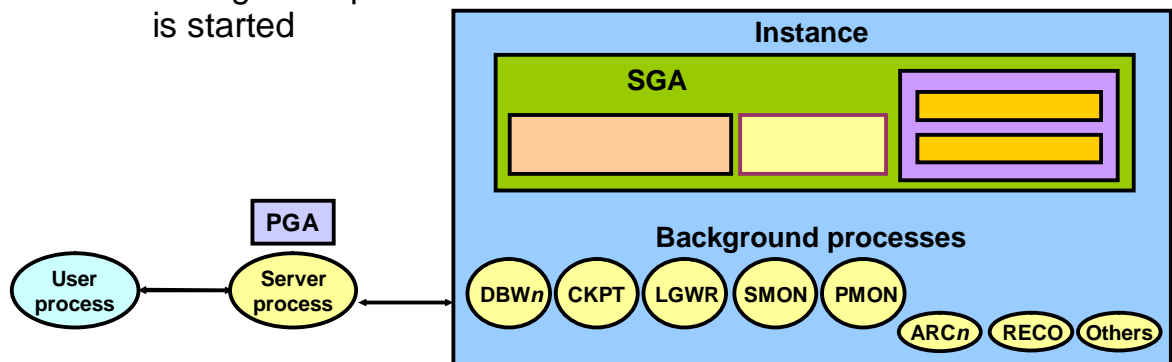 is started
Instance
SGA
PGA
Background processes
User
process
Server
process
DBWn
CKPT
LGWR
SMON
PMON
ARCn
RECO
Others